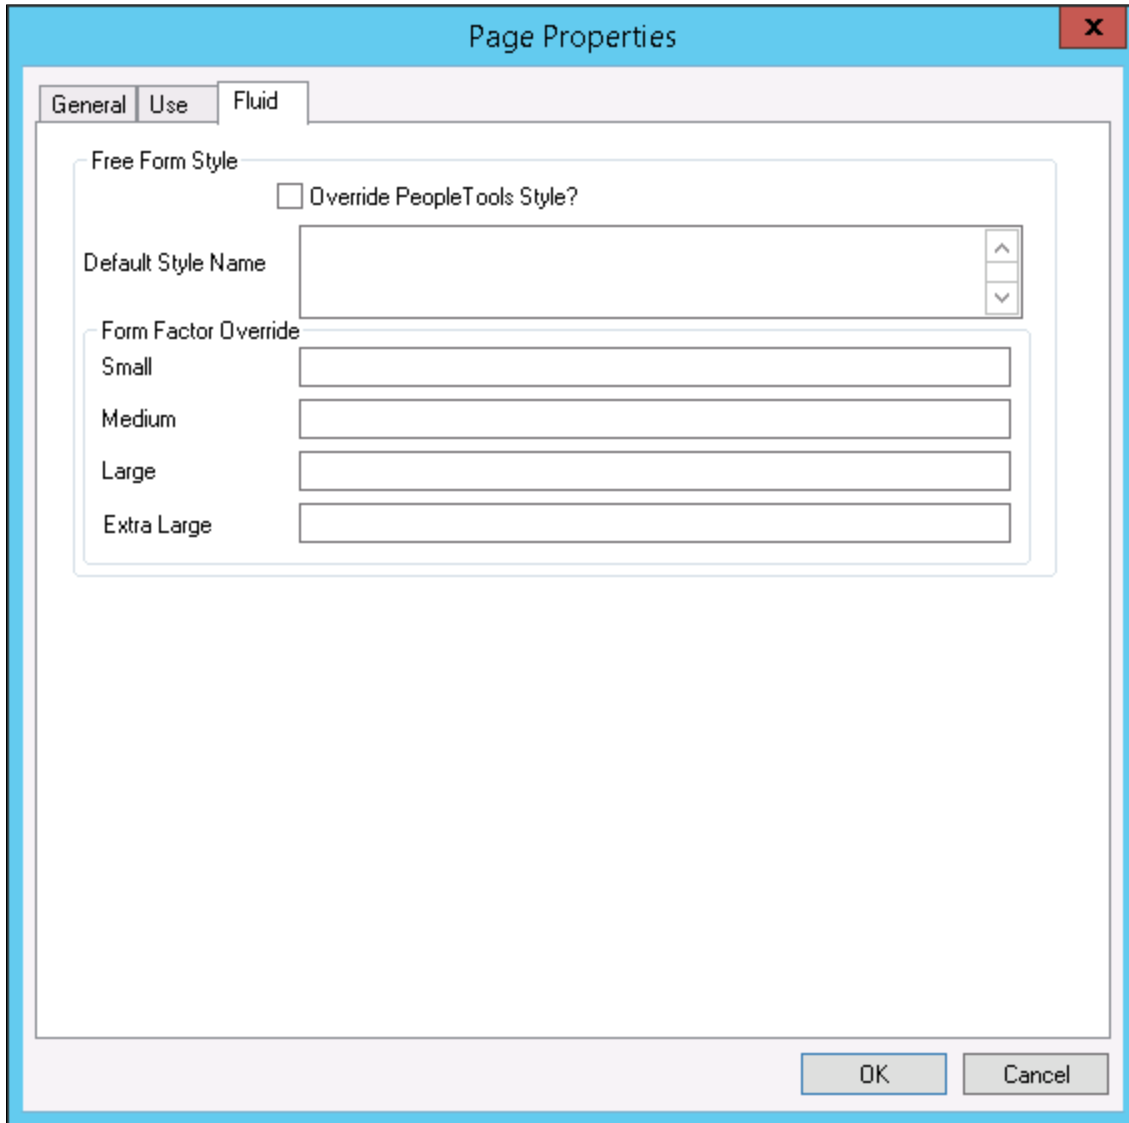 Page Properties
x
General Use Fluid
Free Form Style
Override PeopleTools Style?
Default Style Name
Form Factor Override
Small
Medium
Large
Extra Large
OK Cancel